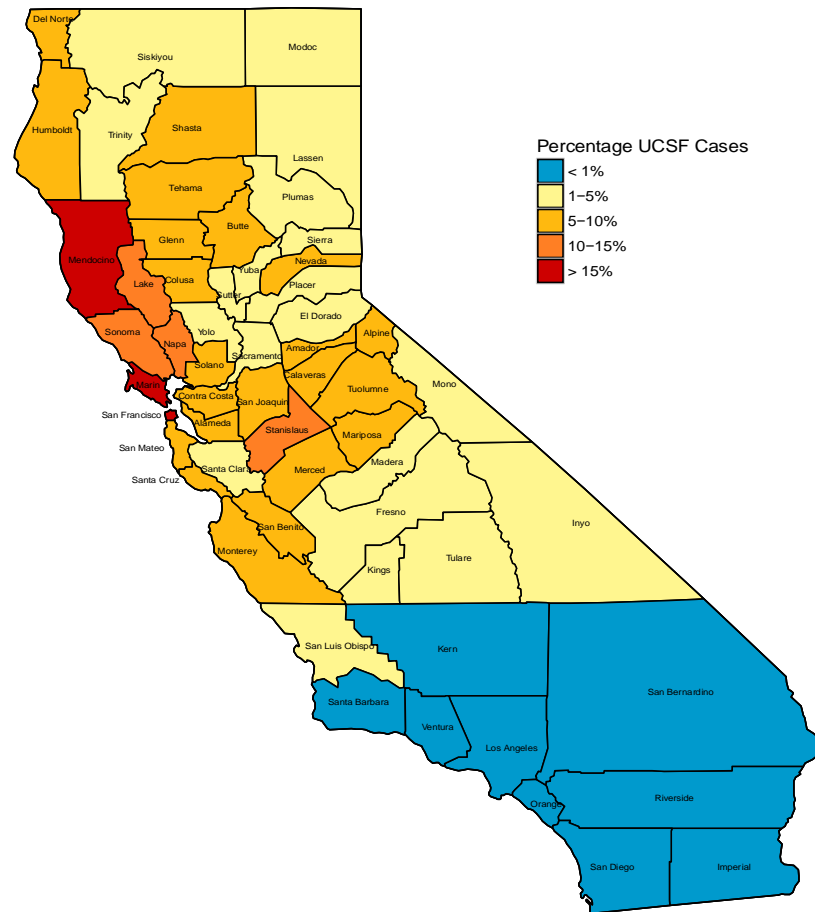 Del Norte
Siskiyou
Modoc
Humboldt
Trinity
Shasta
Lassen
Percentage UCSF Cases
< 1%
1−5%
5−10%
10−15%
> 15%
Tehama
Plumas
Butte
Glenn
Sierra
Mendocino
Nevada
Yuba
Lake
Colusa
Placer
Sutter
El Dorado
Sonoma
Yolo
Alpine
Napa
Sacramento
Amador
Solano
Calaveras
Marin
Mono
Tuolumne
Contra Costa
San Joaquin
San Francisco
Alameda
Stanislaus
Mariposa
San Mateo
Madera
Santa Clara
Merced
Santa Cruz
Fresno
San Benito
Inyo
Monterey
Tulare
Kings
San Luis Obispo
Kern
San Bernardino
Santa Barbara
Ventura
Los Angeles
Riverside
Orange
San Diego
Imperial